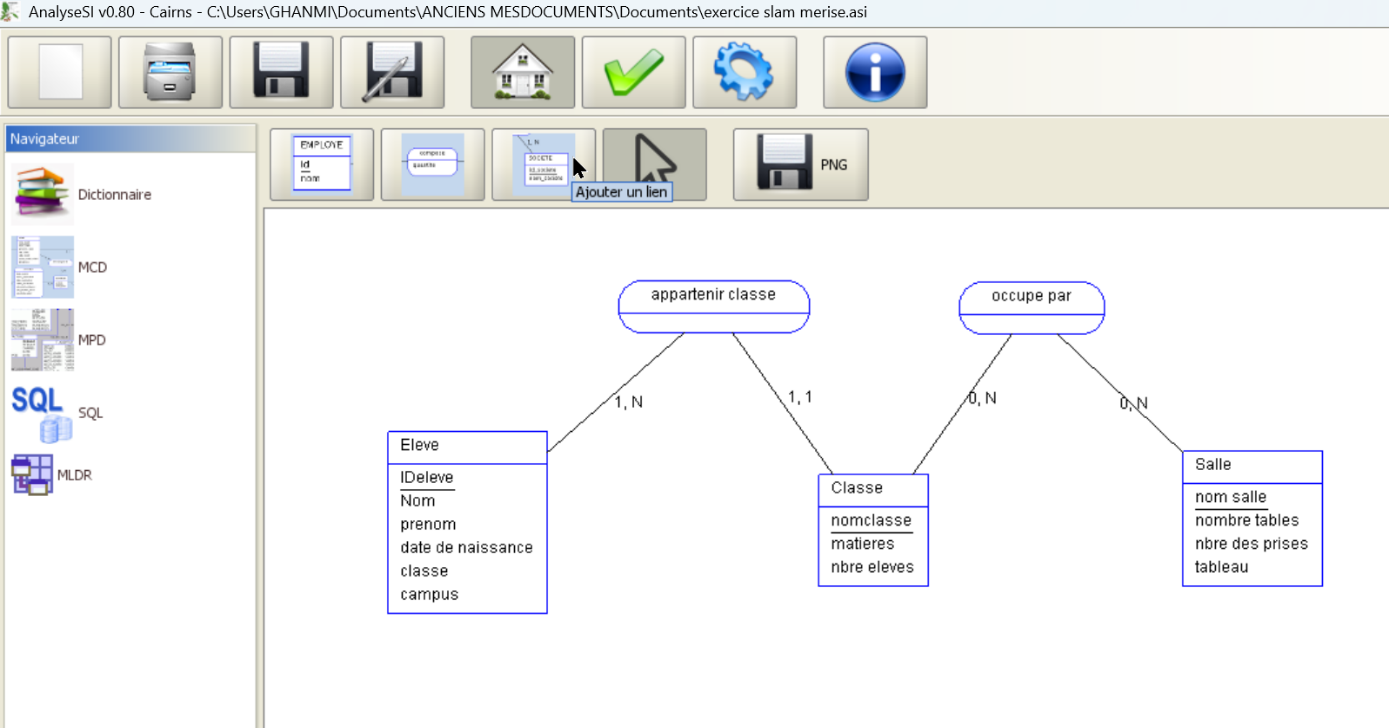 AnalyseSI v0.80 - Cairns - C:\Users\GHANMI\Documents\ANCIENS MESDOCUMENTS\Documents\exercice slam merise.asi
Navigateur
EMPLOYE
id
nom
compose
quantite
1, N
SOCIETE
PNG
Ajouter un lien
Dictionnaire
MCD
MPD
SQL
SQL
MLDR
appartenir classe
occupe par
1, N
1, 1
0, N
0, N
Eleve
IDeleve
Nom
prenom
date de naissance
classe
campus
Classe
nomclasse
matieres
nbre eleves
Salle
nom salle
nombre tables
nbre des prises
tableau